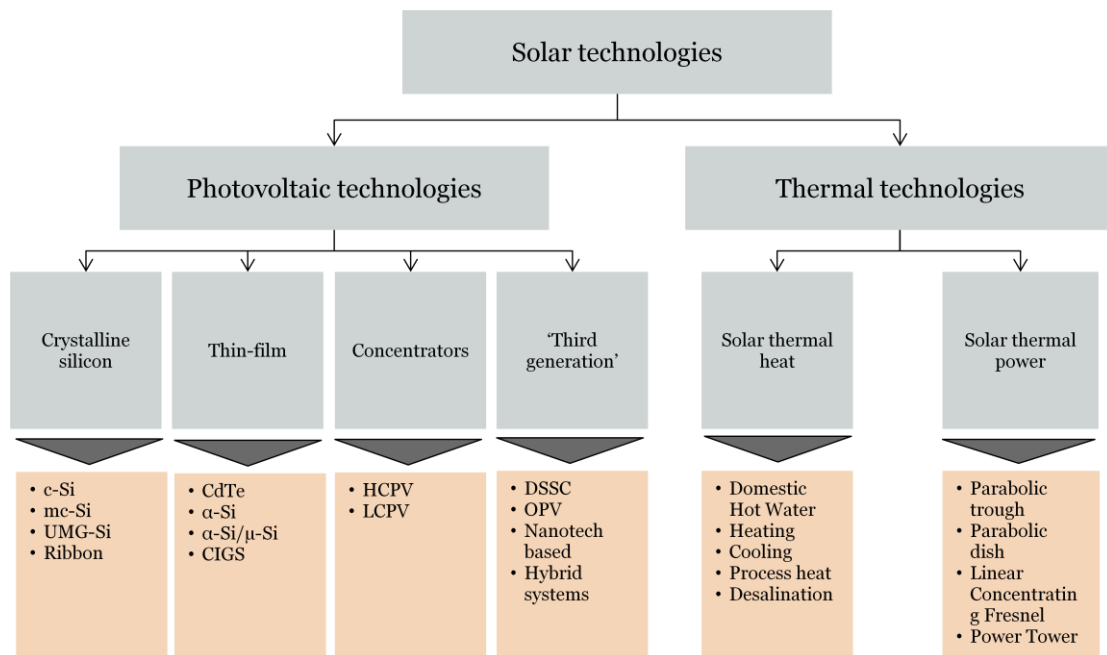 Solar technologies
Photovoltaic technologies
Thermal technologies
Crystalline
silicon
Thin-film
Concentrators
‘Third
generation’
Solar thermal
heat
Solar thermal
power
• c-Si
• mc-Si
• UMG-Si
• Ribbon
• CdTe
• α-Si
• α-Si/μ-Si
• CIGS
• HCPV
• LCPV
• DSSC
• OPV
• Nanotech
based
• Hybrid
systems
• Domestic
Hot Water
• Heating
• Cooling
• Process heat
• Desalination
• Parabolic
trough
• Parabolic
dish
• Linear
Concentratin
g Fresnel
• Power Tower